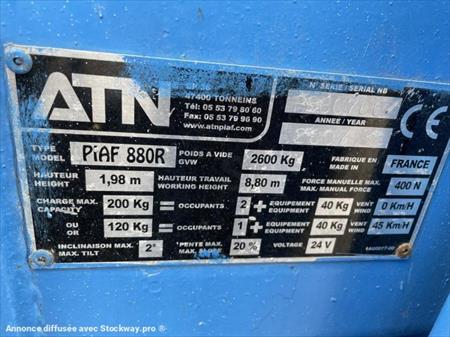 ATN
47400 TONNEINS
Tél: 05 53 79 80 60
Fax: 05 53 79 96 90
www.atnpiaf.com
N° SERIE / SERIAL NB
ANNEE / YEAR
CE
TYPE MODEL PiAF 880R POIDS A VIDE GVW 2600 Kg FABRIQUE EN MADE IN FRANCE
HAUTEUR HEIGHT 1,98 m HAUTEUR TRAVAIL WORKING HEIGHT 8,80 m FORCE MANUELLE MAX. MAX. MANUAL FORCE 400 N
CHARGE MAX. CAPACITY 200 Kg = OCCUPANTS 2 + EQUIPEMENT EQUIPMENT 40 Kg VENT WIND 0 Km/H
OU OR 120 Kg = OCCUPANTS 1 + EQUIPEMENT EQUIPMENT 40 Kg VENT WIND 45 Km/H
INCLINAISON MAX. MAX. TILT 2° PENTE MAX. MAX. 20 % VOLTAGE 24 V
Annonce diffusée avec Stockway.pro ®